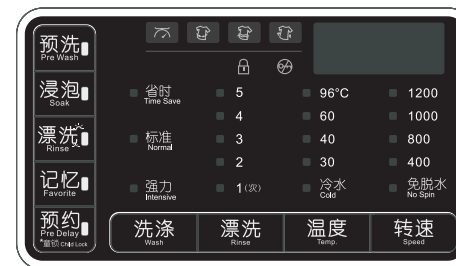 预洗
Pre Wash
浸泡
Soak
漂洗
Rinse
记忆
Favorite
预约
Pre Delay
*童锁 Child Lock
省时 5 96°C 1200
Time Save
4 60 1000
标准 3 40 800
Normal
2 30 400
强力 1(次) 冷水 免脱水
Intensive Cold No Spin
洗涤 漂洗 温度 转速
Wash Rinse Temp. Speed